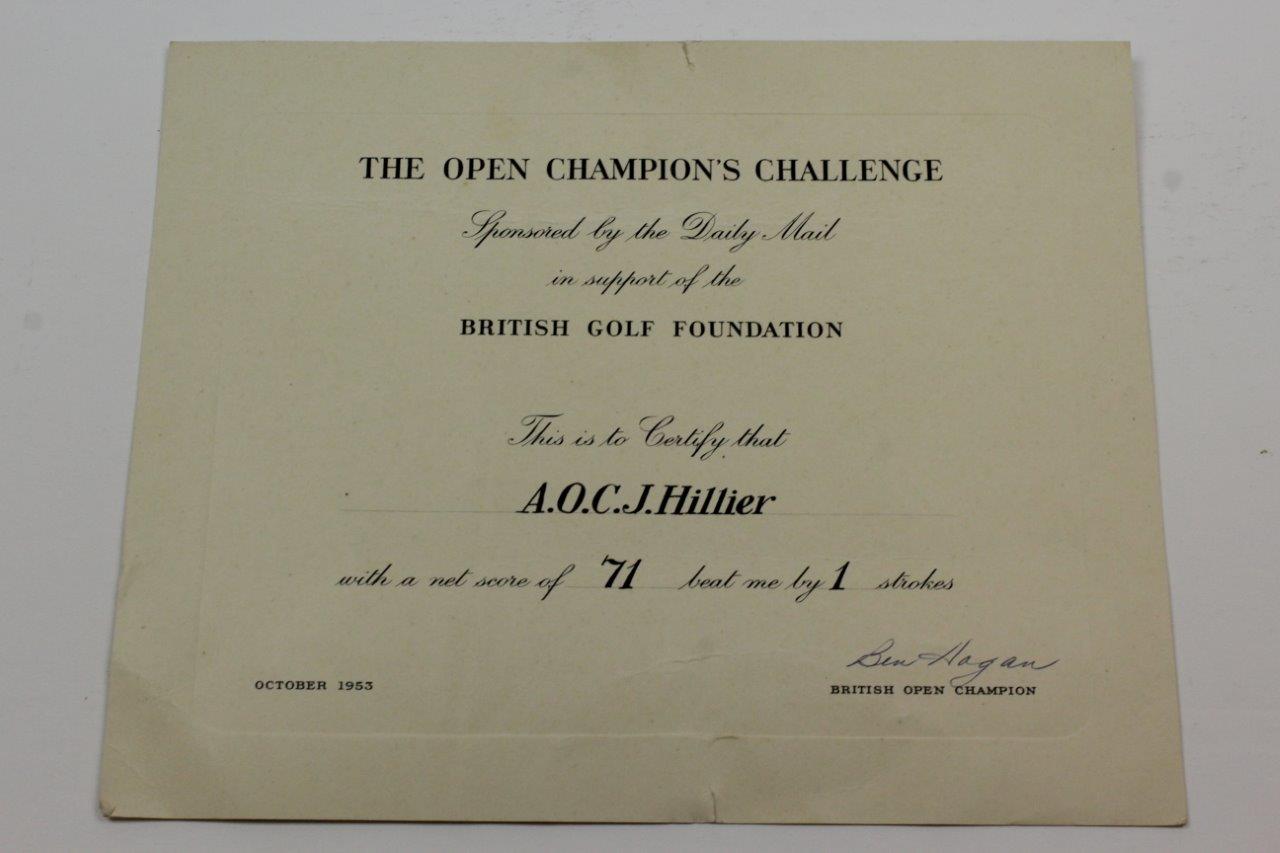 THE OPEN CHAMPION'S CHALLENGE
Sponsored by the Daily Mail
in support of the
BRITISH GOLF FOUNDATION
This is to Certify that
A.O.C.J.Hillier
with a net score of 71 beat me by 1 strokes
Ben Hogan
OCTOBER 1953 BRITISH OPEN CHAMPION